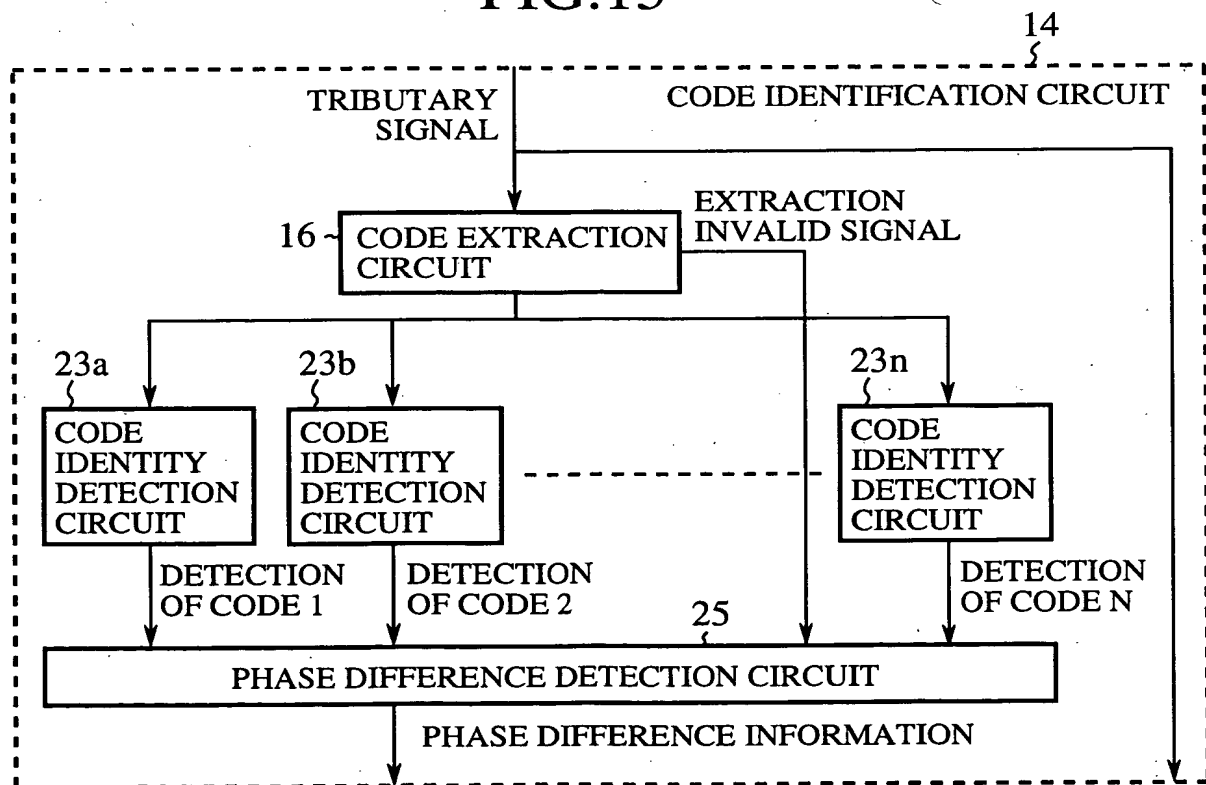 FIG.15
14
TRIBUTARY
SIGNAL
CODE IDENTIFICATION CIRCUIT
EXTRACTION
INVALID SIGNAL
16
CODE EXTRACTION
CIRCUIT
23a
23b
23n
CODE
IDENTITY
DETECTION
CIRCUIT
CODE
IDENTITY
DETECTION
CIRCUIT
CODE
IDENTITY
DETECTION
CIRCUIT
DETECTION
OF CODE 1
DETECTION
OF CODE 2
DETECTION
OF CODE N
25
PHASE DIFFERENCE DETECTION CIRCUIT
PHASE DIFFERENCE INFORMATION